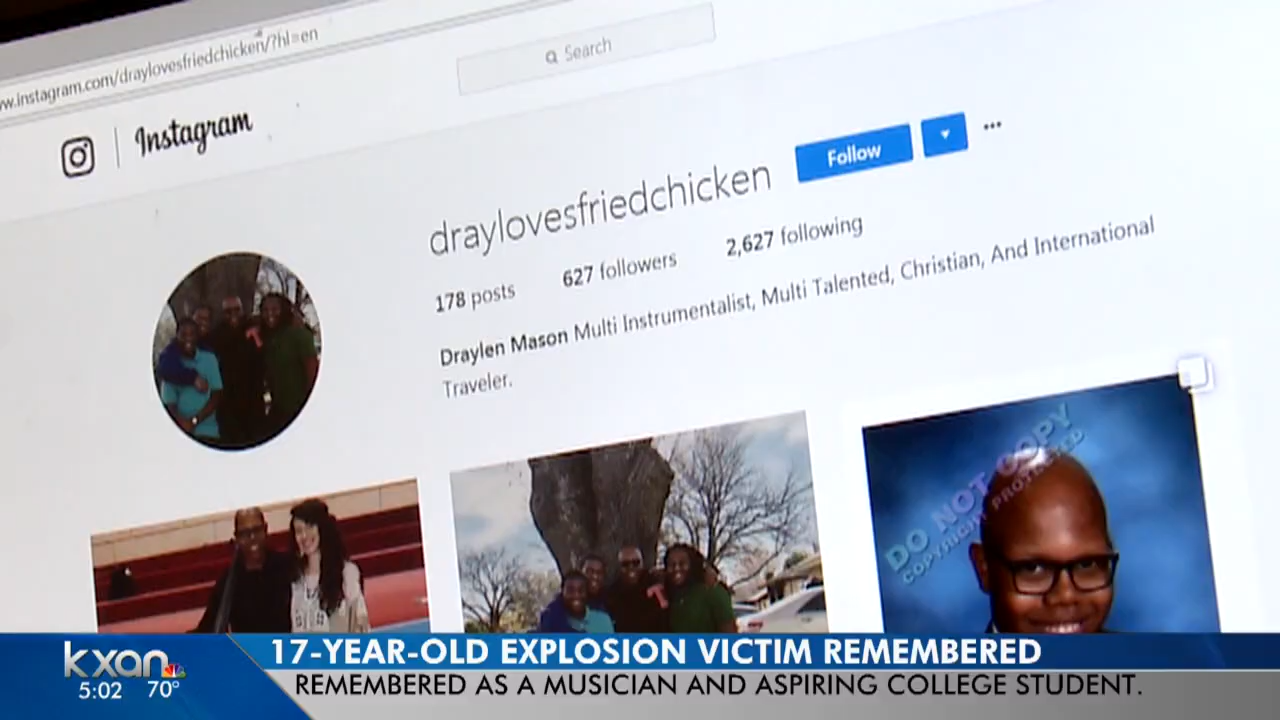 ww.instagram.com/draylovesfriedchicken/?hl=en
Search
Instagram
draylovesfriedchicken
Follow
178 posts
627 followers
2,627 following
Draylen Mason Multi Instrumentalist, Multi Talented, Christian, And International
Traveler.
DO NOT COPY
COPYRIGHT PROTECTED
kxan
5:02 70°
17-YEAR-OLD EXPLOSION VICTIM REMEMBERED
REMEMBERED AS A MUSICIAN AND ASPIRING COLLEGE STUDENT.